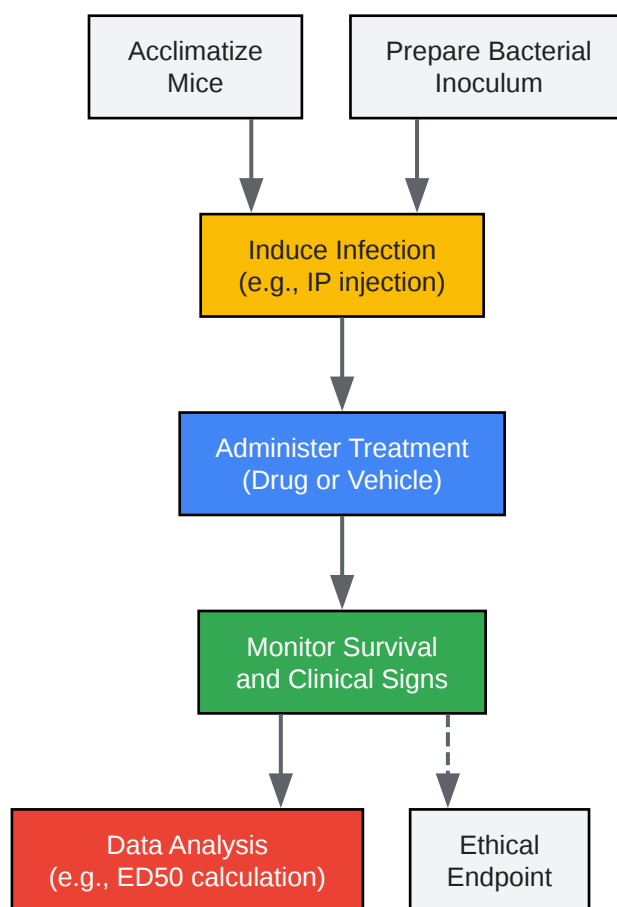 Acclimatize
Mice
Prepare Bacterial
Inoculum
Induce Infection
(e.g., IP injection)
Administer Treatment
(Drug or Vehicle)
Monitor Survival
and Clinical Signs
Data Analysis
(e.g., ED50 calculation)
Ethical
Endpoint